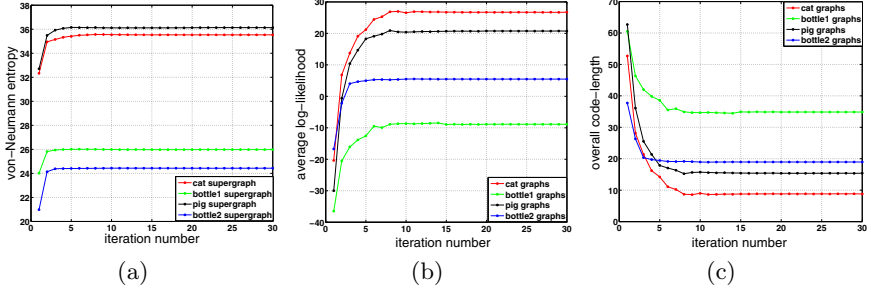 von-Neumann entropy
38
36
34
32
30
28
26
24
22
20
0 5 10 15 20 25 30
iteration number
cat supergraph
bottle1 supergraph
pig supergraph
bottle2 supergraph
(a)
average log-likelihood
30
20
10
0
−10
−20
−30
−40
0 5 10 15 20 25 30
iteration number
cat graphs
bottle1 graphs
pig graphs
bottle2 graphs
(b)
overall code-length
70
60
50
40
30
20
10
0
0 5 10 15 20 25 30
iteration number
cat graphs
bottle1 graphs
pig graphs
bottle2 graphs
(c)